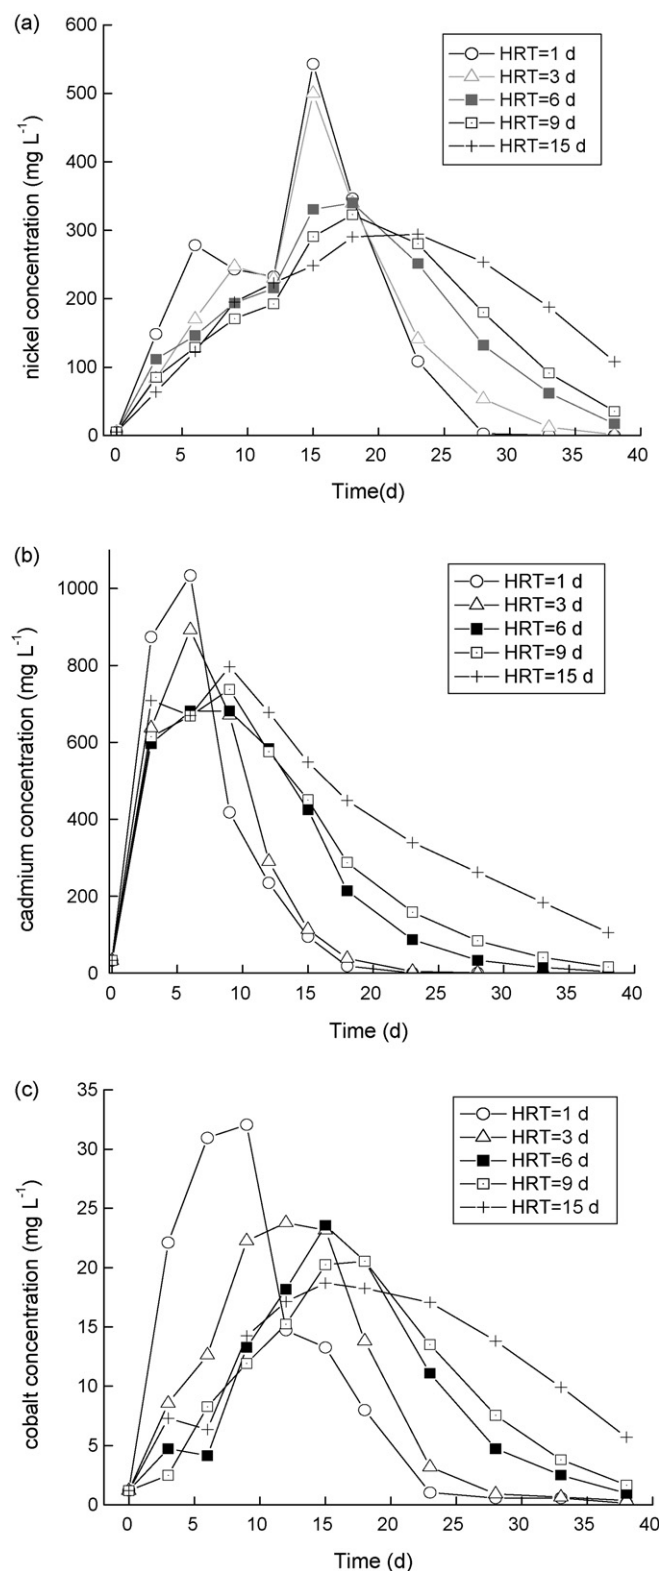 (a)
600
500
400
300
200
100
0
nickel concentration (mg L⁻¹)
HRT=1 d
HRT=3 d
HRT=6 d
HRT=9 d
HRT=15 d
0 5 10 15 20 25 30 35 40
Time(d)
(b)
1000
800
600
400
200
0
cadmium concentration (mg L⁻¹)
HRT=1 d
HRT=3 d
HRT=6 d
HRT=9 d
HRT=15 d
0 5 10 15 20 25 30 35 40
Time (d)
(c)
35
30
25
20
15
10
5
0
cobalt concentration (mg L⁻¹)
HRT=1 d
HRT=3 d
HRT=6 d
HRT=9 d
HRT=15 d
0 5 10 15 20 25 30 35 40
Time (d)